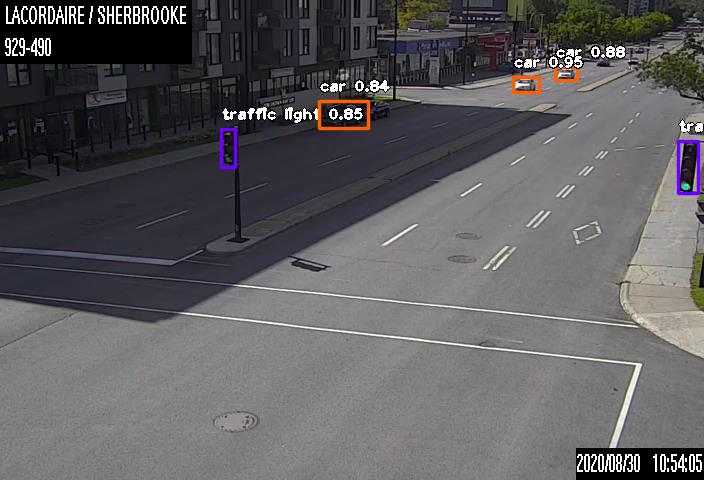 LACORDAIRE / SHERBROOKE
929-490
car 0.88
car 0.95
car 0.84
traffic light 0.85
tra
2020/08/30 10:54:05